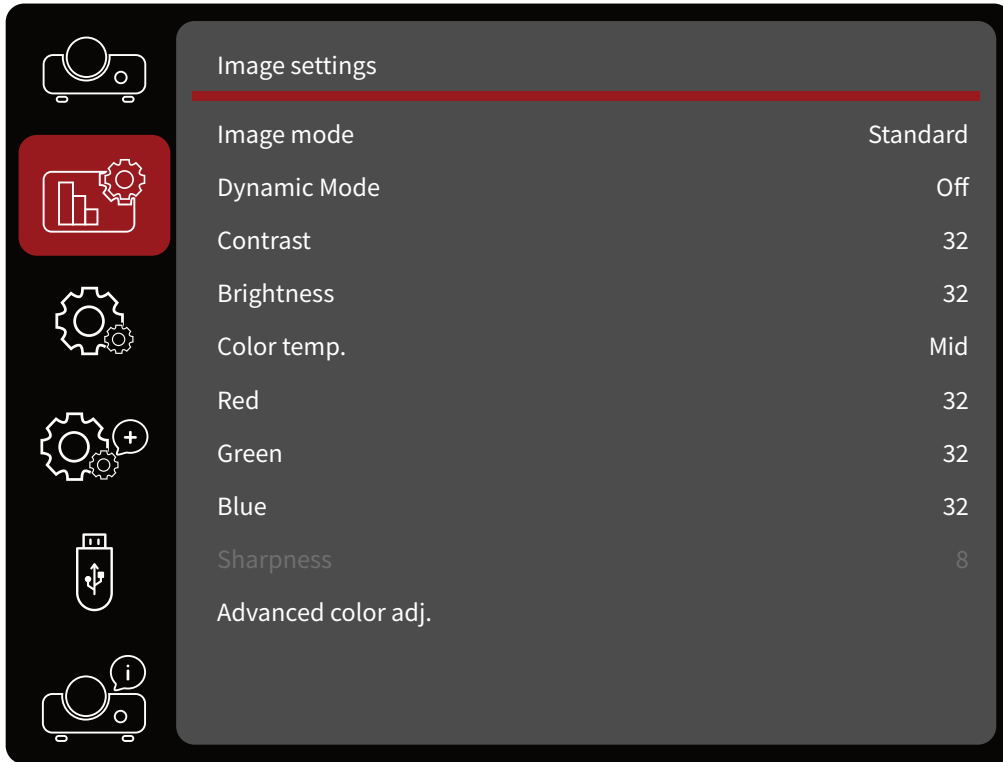 Image settings
Image mode Standard
Dynamic Mode Off
Contrast 32
Brightness 32
Color temp. Mid
Red 32
Green 32
Blue 32
Sharpness 8
Advanced color adj.